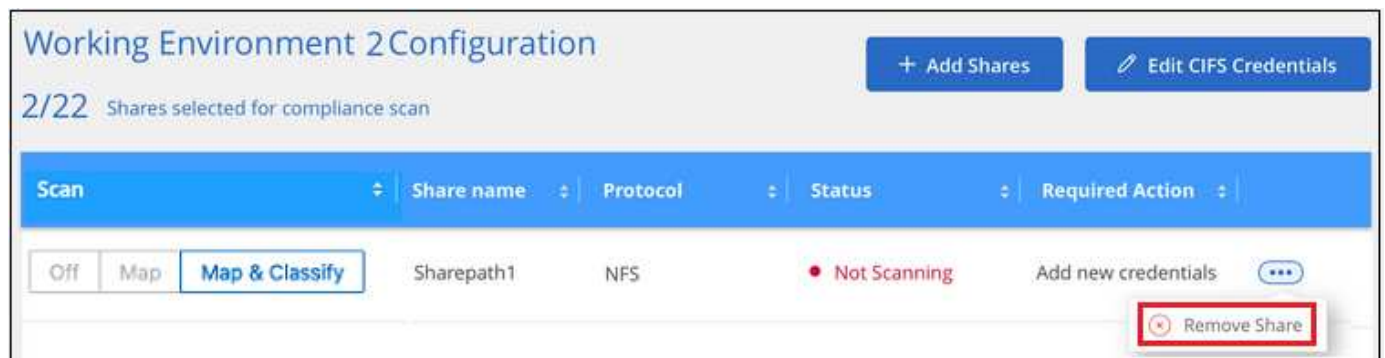 Working Environment 2 Configuration
+ Add Shares
Edit CIFS Credentials
2/22 Shares selected for compliance scan
Scan Share name Protocol Status Required Action
Off Map Map & Classify Sharepath1 NFS Not Scanning Add new credentials
Remove Share